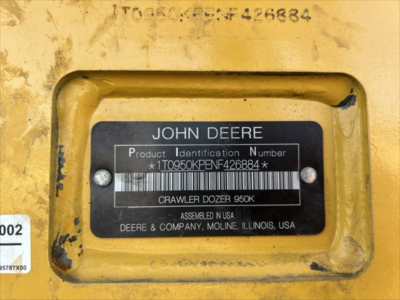 1T0950KPENF426884
JOHN DEERE
Product Identification Number
*1T0950KPENF426884*
CRAWLER DOZER 950K
ASSEMBLED IN USA
DEERE & COMPANY, MOLINE, ILLINOIS, USA
002
95787X00